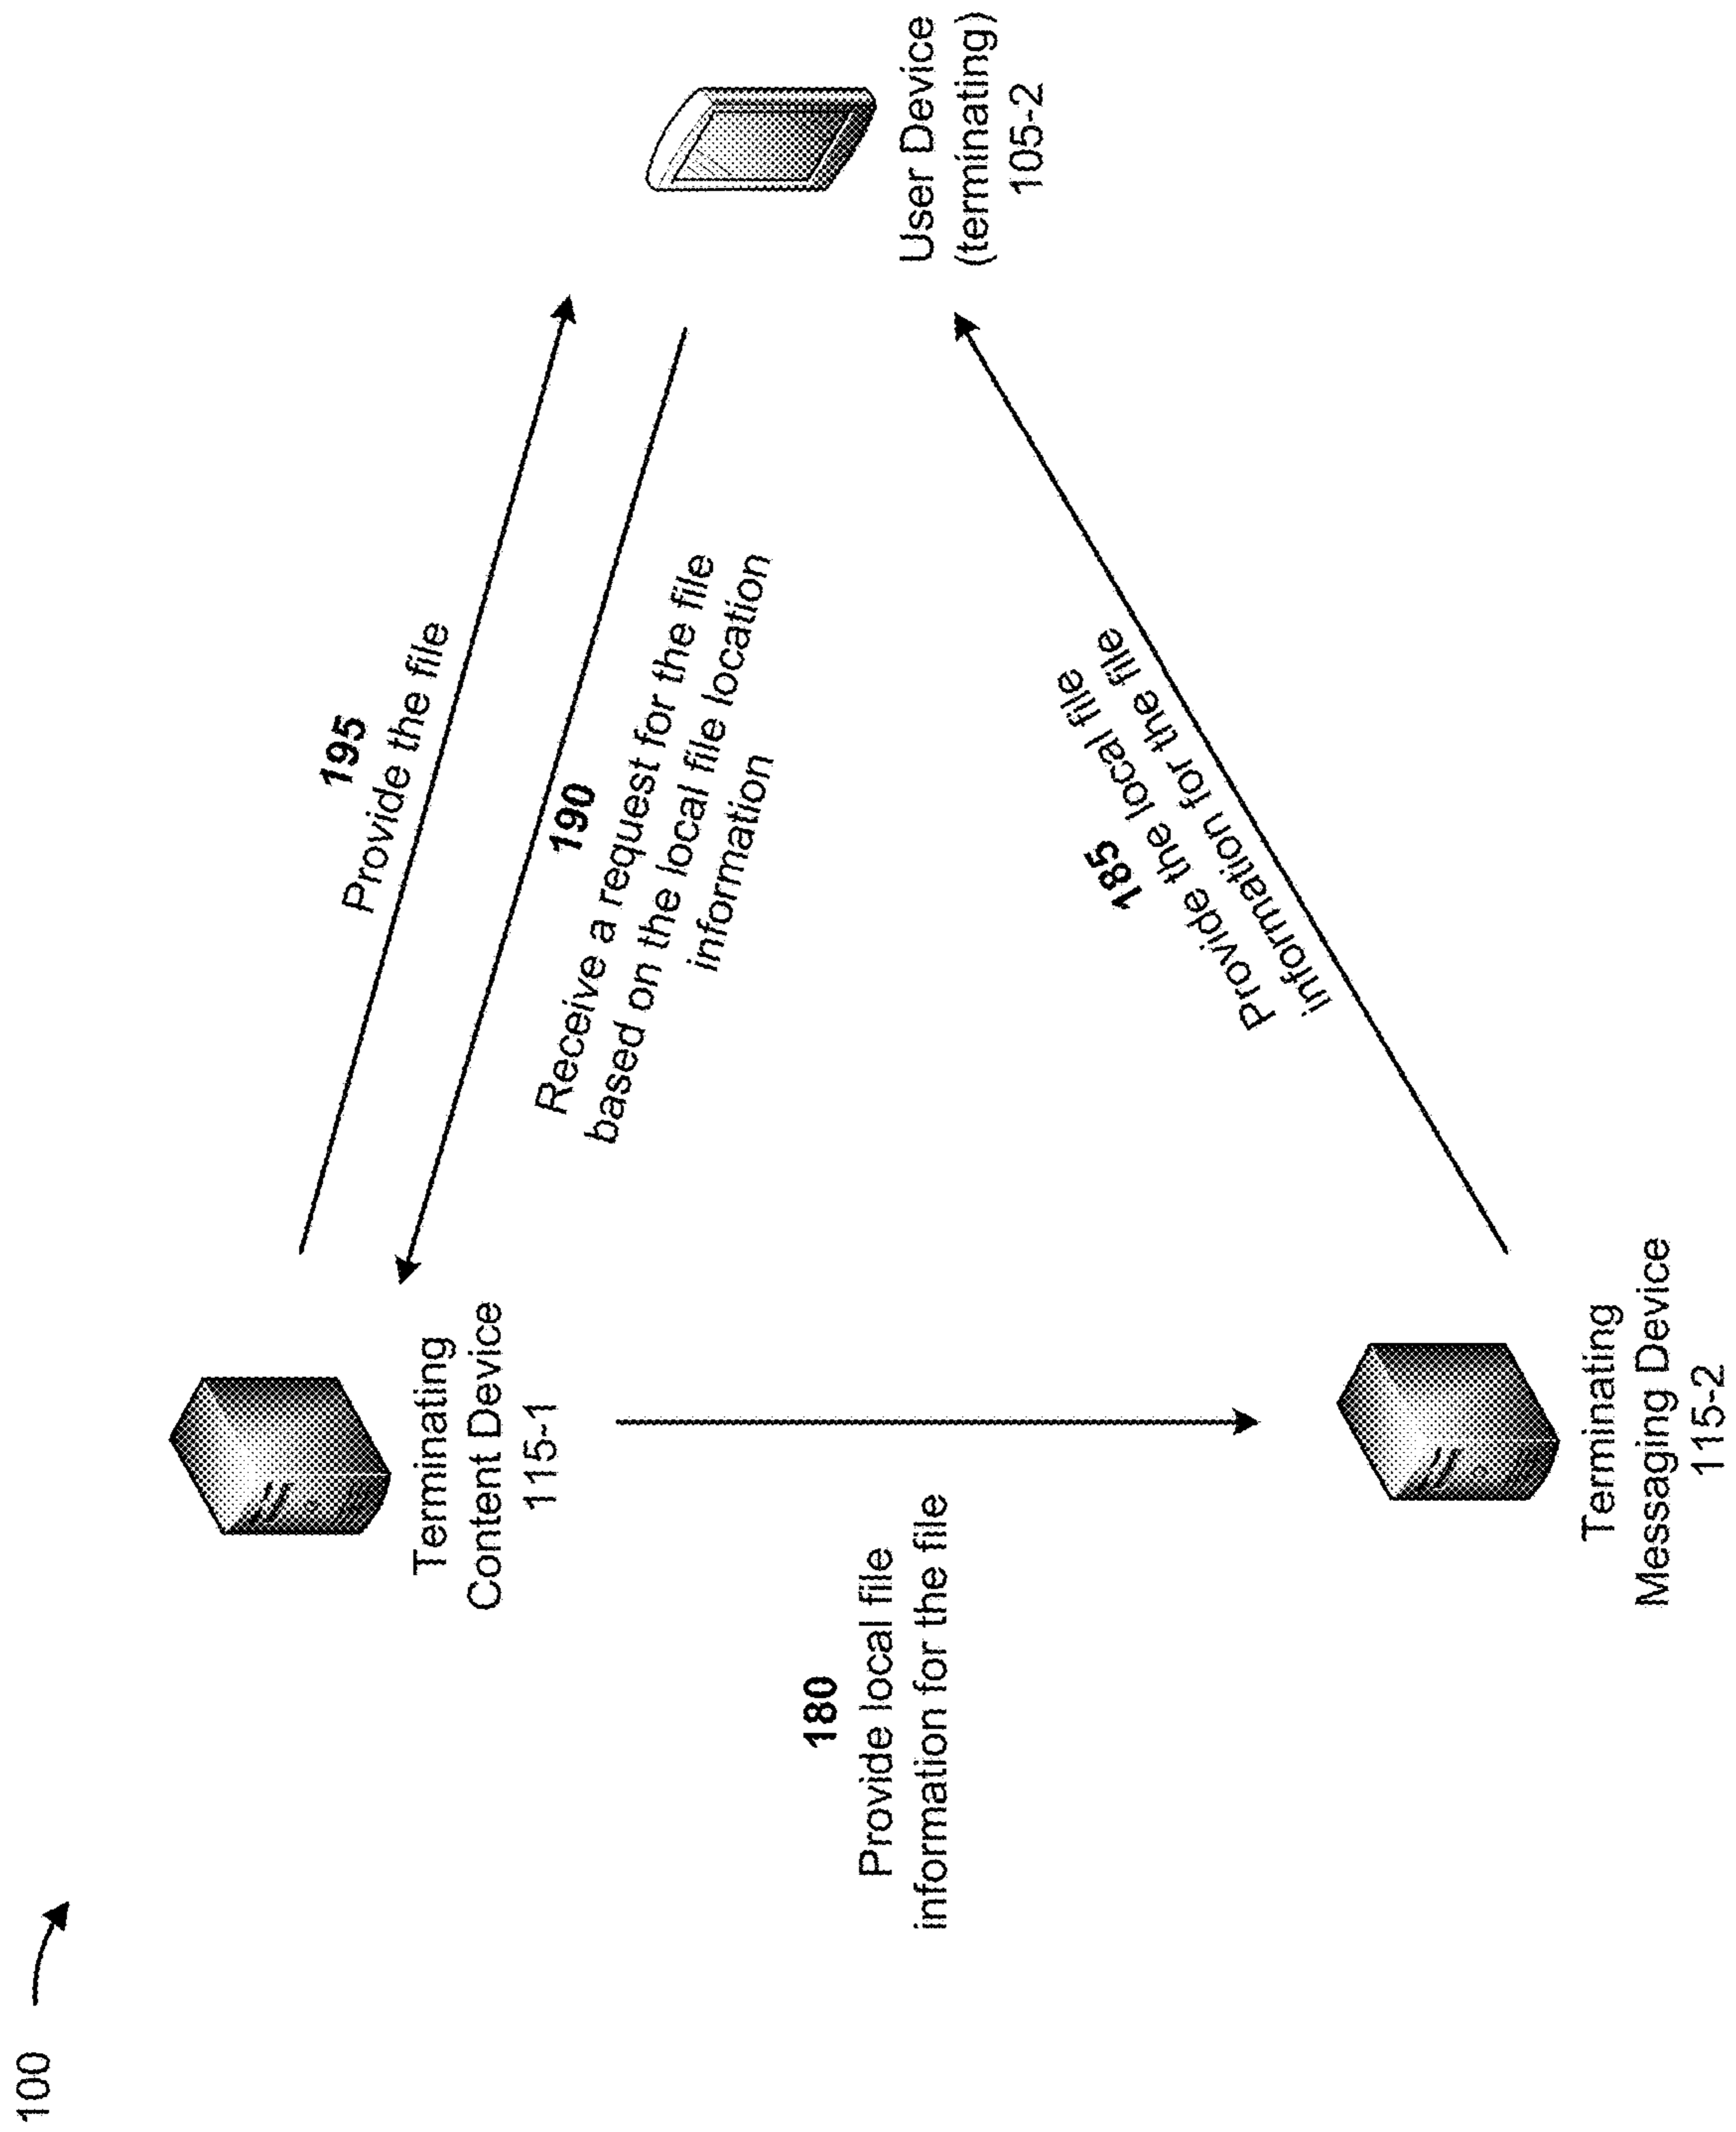 100
195
Provide the file
190
Receive a request for the file
based on the local file location
information
Terminating
Content Device
115-1
User Device
(terminating)
105-2
180
Provide local file
information for the file
185
Provide the local file
information for the file
Terminating
Messaging Device
115-2